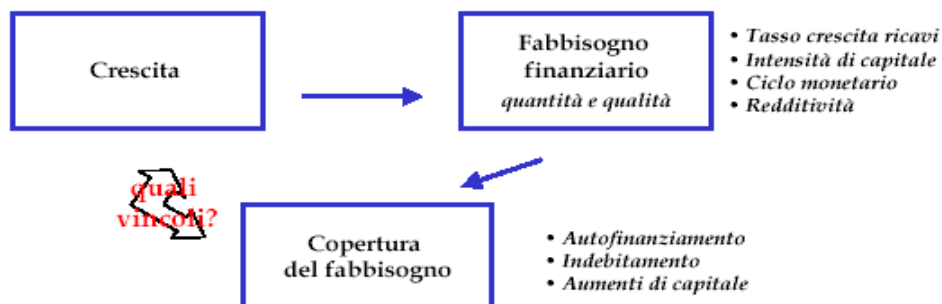 Crescita
Fabbisogno
finanziario
quantità e qualità
• Tasso crescita ricavi
• Intensità di capitale
• Ciclo monetario
• Redditività
quali
vincoli?
Copertura
del fabbisogno
• Autofinanziamento
• Indebitamento
• Aumenti di capitale